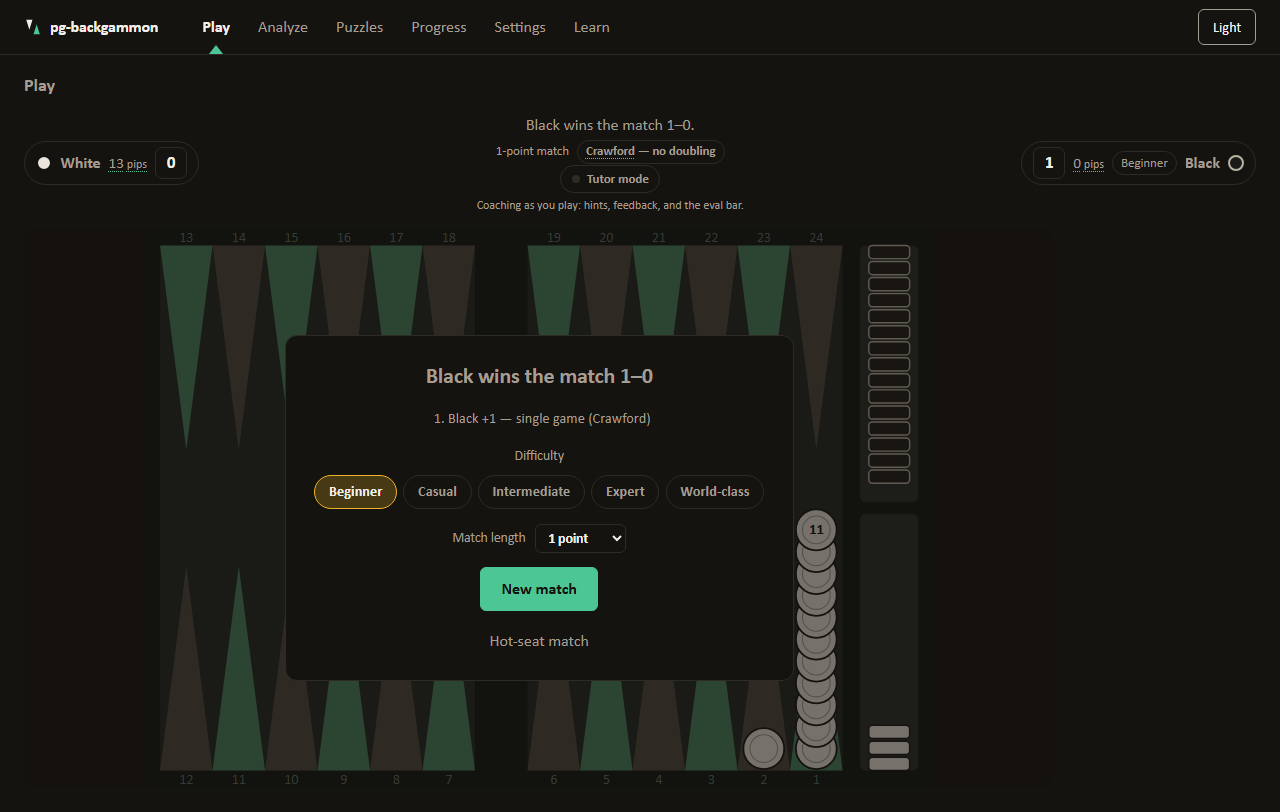 pg-backgammon Play Analyze Puzzles Progress Settings Learn Light
Play
Black wins the match 1–0.
White 13 pips 0
1-point match Crawford — no doubling
Tutor mode
Coaching as you play: hints, feedback, and the eval bar.
1 0 pips Beginner Black
13 14 15 16 17 18 19 20 21 22 23 24
Black wins the match 1–0
1. Black +1 — single game (Crawford)
Difficulty
Beginner Casual Intermediate Expert World-class
Match length 1 point
New match
Hot-seat match
11
12 11 10 9 8 7 6 5 4 3 2 1